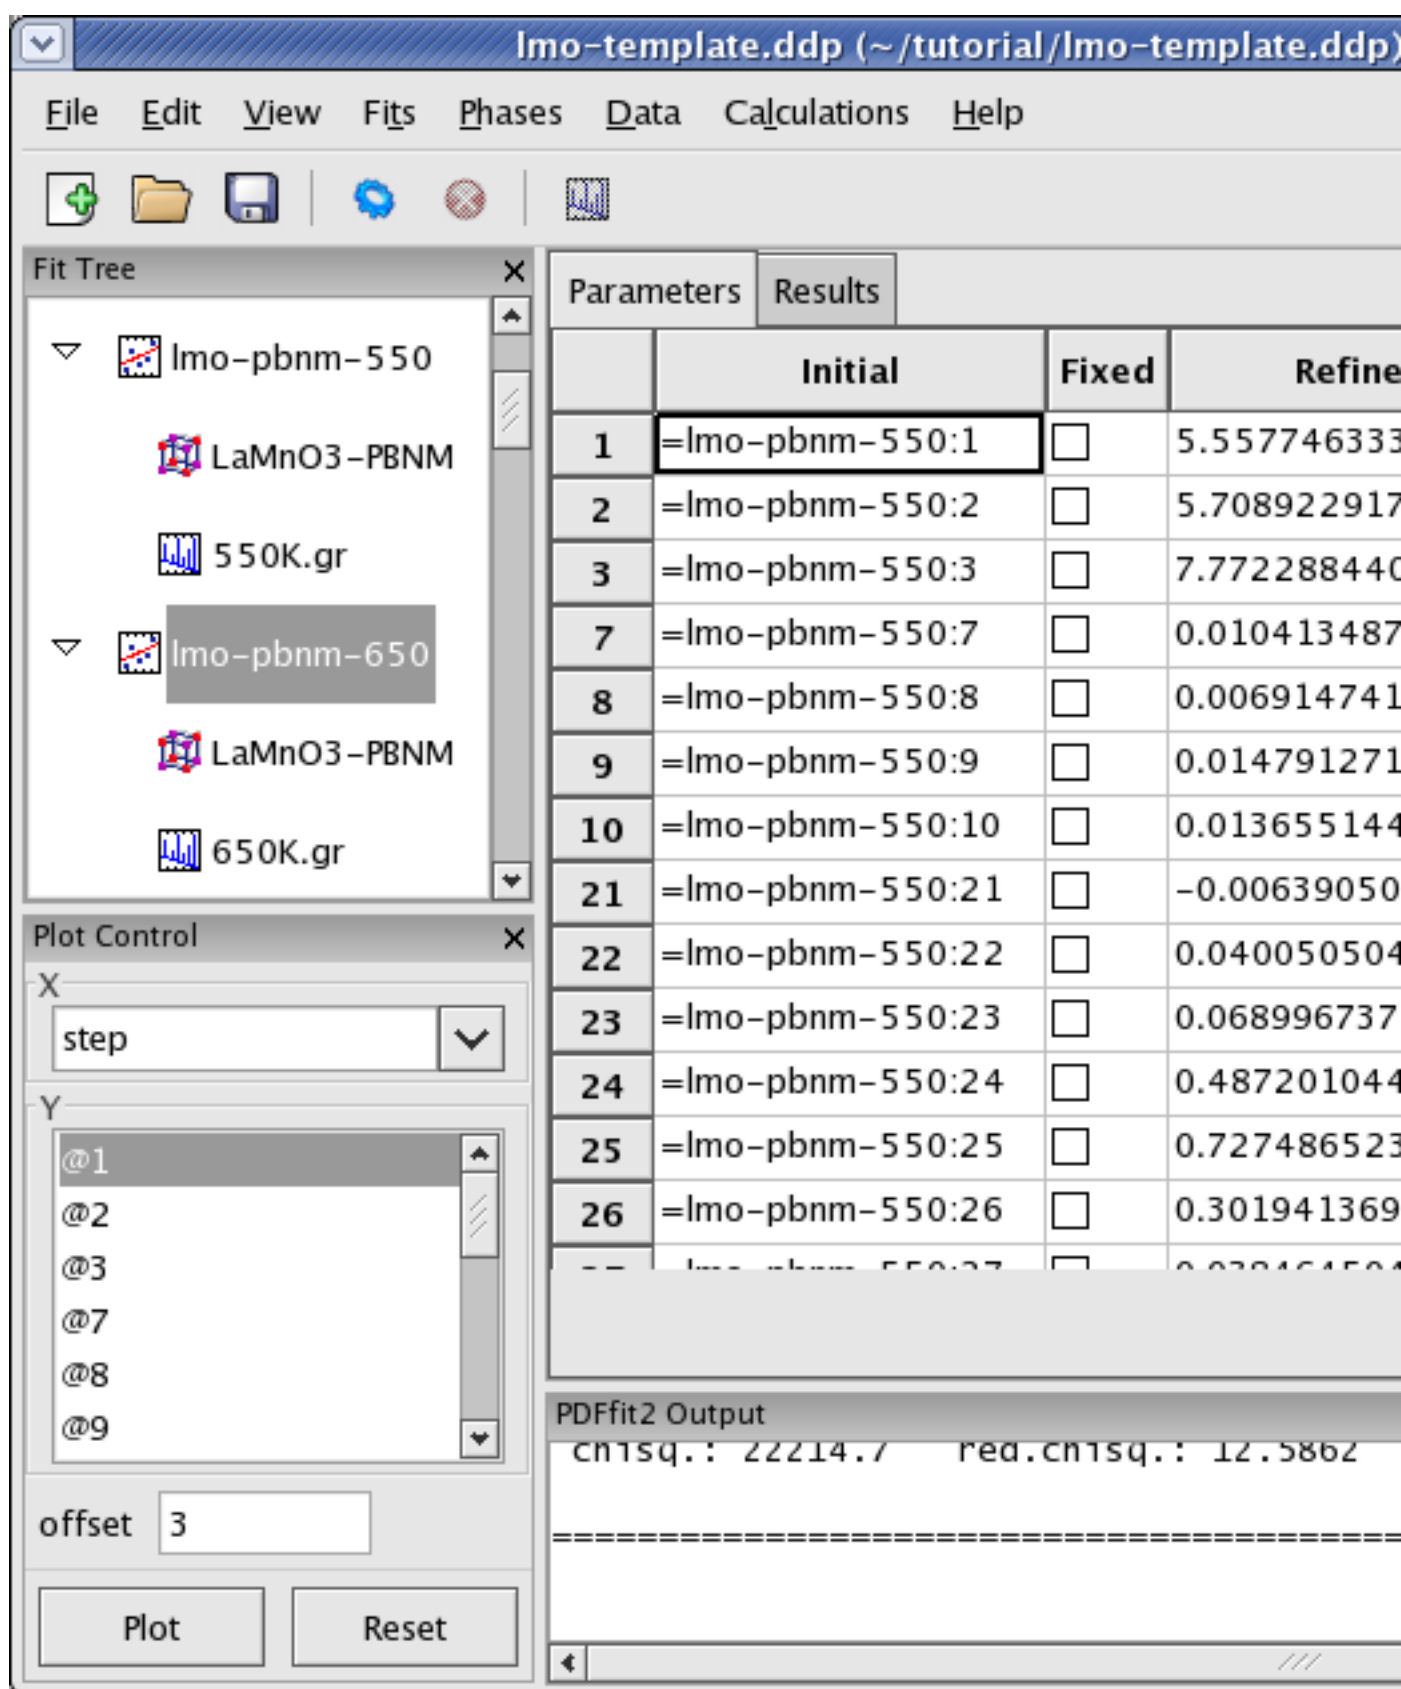 lmo-template.ddp (~/tutorial/lmo-template.ddp)
File Edit View Fits Phases Data Calculations Help
Fit Tree
lmo-pbnm-550
LaMnO3-PBNM
550K.gr
lmo-pbnm-650
LaMnO3-PBNM
650K.gr
Plot Control
X
step
Y
@1
@2
@3
@7
@8
@9
offset 3
Plot Reset
Parameters Results
Initial Fixed Refine
1 =lmo-pbnm-550:1 5.557746333
2 =lmo-pbnm-550:2 5.708922917
3 =lmo-pbnm-550:3 7.772288440
7 =lmo-pbnm-550:7 0.010413487
8 =lmo-pbnm-550:8 0.006914741
9 =lmo-pbnm-550:9 0.014791271
10 =lmo-pbnm-550:10 0.013655144
21 =lmo-pbnm-550:21 -0.00639050
22 =lmo-pbnm-550:22 0.040050504
23 =lmo-pbnm-550:23 0.068996737
24 =lmo-pbnm-550:24 0.487201044
25 =lmo-pbnm-550:25 0.727486523
26 =lmo-pbnm-550:26 0.301941369
PDFfit2 Output
chisq.: 22214.7 red.chisq.: 12.5862
========================================